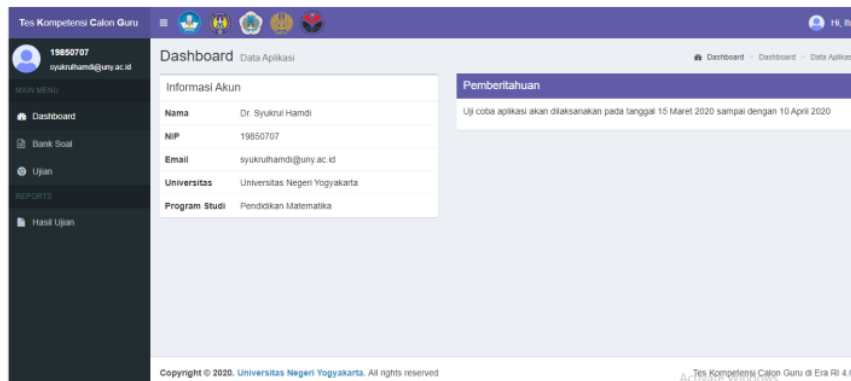 Tes Kompetensi Calon Guru
Hi,
19850707
syukrulhamdi@uny.ac.id
MAIN MENU
Dashboard
Bank Soal
Ujian
REPORTS
Hasil Ujian
Dashboard Data Aplikasi
Dashboard > Dashboard > Data Aplikas
Informasi Akun
Nama Dr. Syukrul Hamdi
NIP 19850707
Email syukrulhamdi@uny.ac.id
Universitas Universitas Negeri Yogyakarta
Program Studi Pendidikan Matematika
Pemberitahuan
Uji coba aplikasi akan dilaksanakan pada tanggal 15 Maret 2020 sampai dengan 10 April 2020
Copyright © 2020. Universitas Negeri Yogyakarta. All rights reserved
Tes Kompetensi Calon Guru di Era RI 4.0
Activate Windows